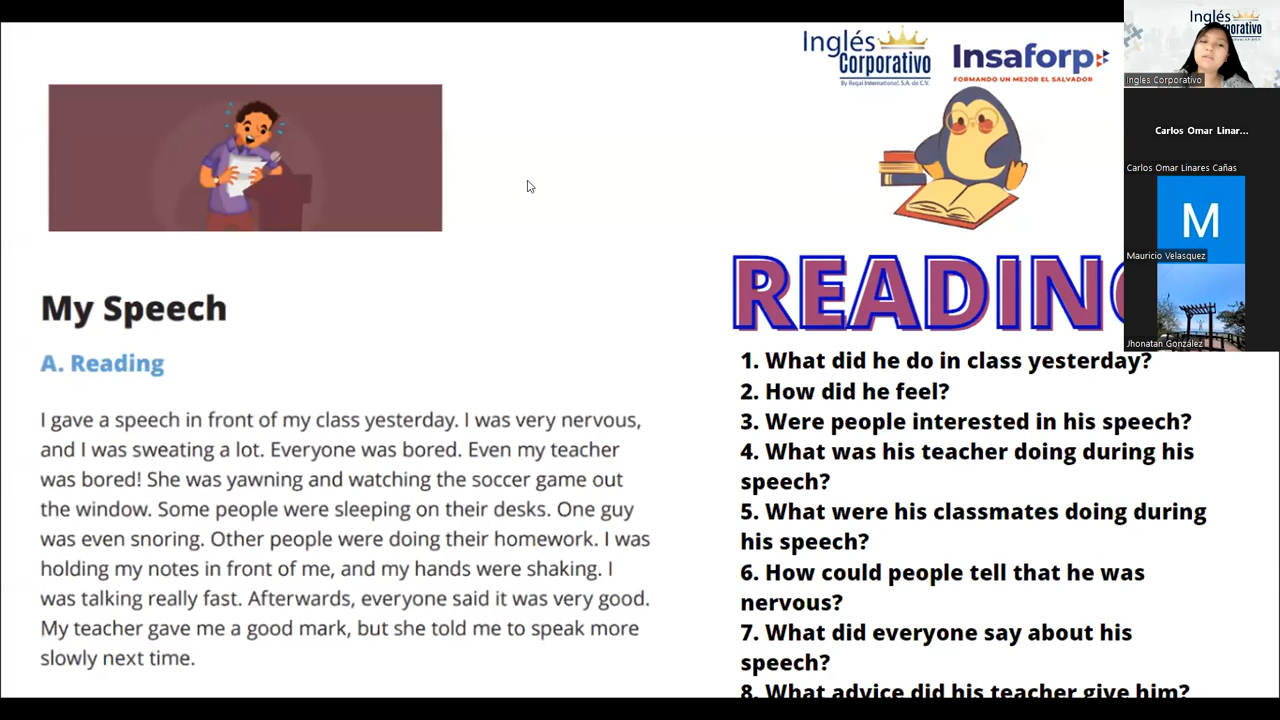 Inglés
Corporativo
By Regal International, S.A. de C.V.
Insaforp
FORMANDO UN MEJOR EL SALVADOR
My Speech
A. Reading
I gave a speech in front of my class yesterday. I was very nervous,
and I was sweating a lot. Everyone was bored. Even my teacher
was bored! She was yawning and watching the soccer game out
the window. Some people were sleeping on their desks. One guy
was even snoring. Other people were doing their homework. I was
holding my notes in front of me, and my hands were shaking. I
was talking really fast. Afterwards, everyone said it was very good.
My teacher gave me a good mark, but she told me to speak more
slowly next time.
READING
1. What did he do in class yesterday?
2. How did he feel?
3. Were people interested in his speech?
4. What was his teacher doing during his
speech?
5. What were his classmates doing during
his speech?
6. How could people tell that he was
nervous?
7. What did everyone say about his
speech?
8. What advice did his teacher give him?
Inglés
Corporativo
Inglés Corporativo
Carlos Omar Linar...
Carlos Omar Linares Cañas
M
Mauricio Velasquez
Jhonatan González